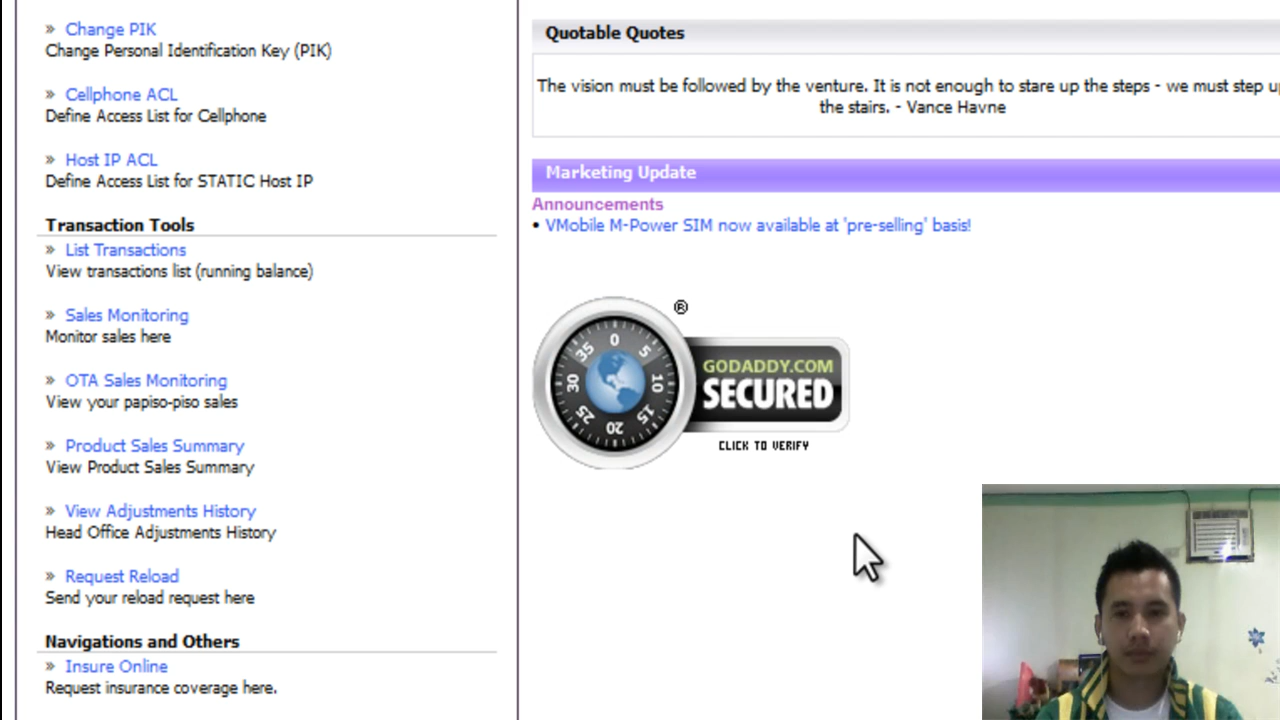 » Change PIK
Change Personal Identification Key (PIK)
» Cellphone ACL
Define Access List for Cellphone
» Host IP ACL
Define Access List for STATIC Host IP
Transaction Tools
» List Transactions
View transactions list (running balance)
» Sales Monitoring
Monitor sales here
» OTA Sales Monitoring
View your papiso-piso sales
» Product Sales Summary
View Product Sales Summary
» View Adjustments History
Head Office Adjustments History
» Request Reload
Send your reload request here
Navigations and Others
» Insure Online
Request insurance coverage here.
Quotable Quotes
The vision must be followed by the venture. It is not enough to stare up the steps - we must step
the stairs. - Vance Havne
Marketing Update
Announcements
• VMobile M-Power SIM now available at 'pre-selling' basis!
®
0 5 10 15 20 25 30 35
GODADDY.COM
SECURED
CLICK TO VERIFY